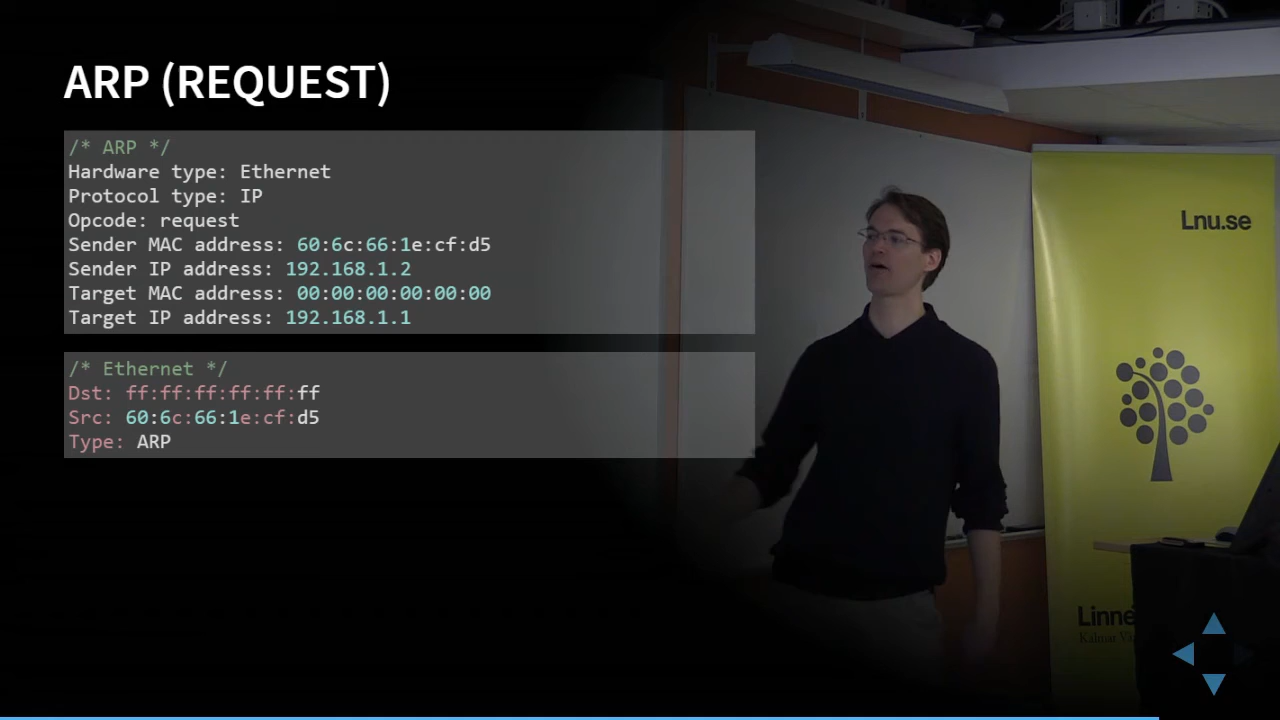 ARP (REQUEST)
/* ARP */
Hardware type: Ethernet
Protocol type: IP
Opcode: request
Sender MAC address: 60:6c:66:1e:cf:d5
Sender IP address: 192.168.1.2
Target MAC address: 00:00:00:00:00:00
Target IP address: 192.168.1.1
/* Ethernet */
Dst: ff:ff:ff:ff:ff:ff
Src: 60:6c:66:1e:cf:d5
Type: ARP
Lnu.se
Linne
Kalmar